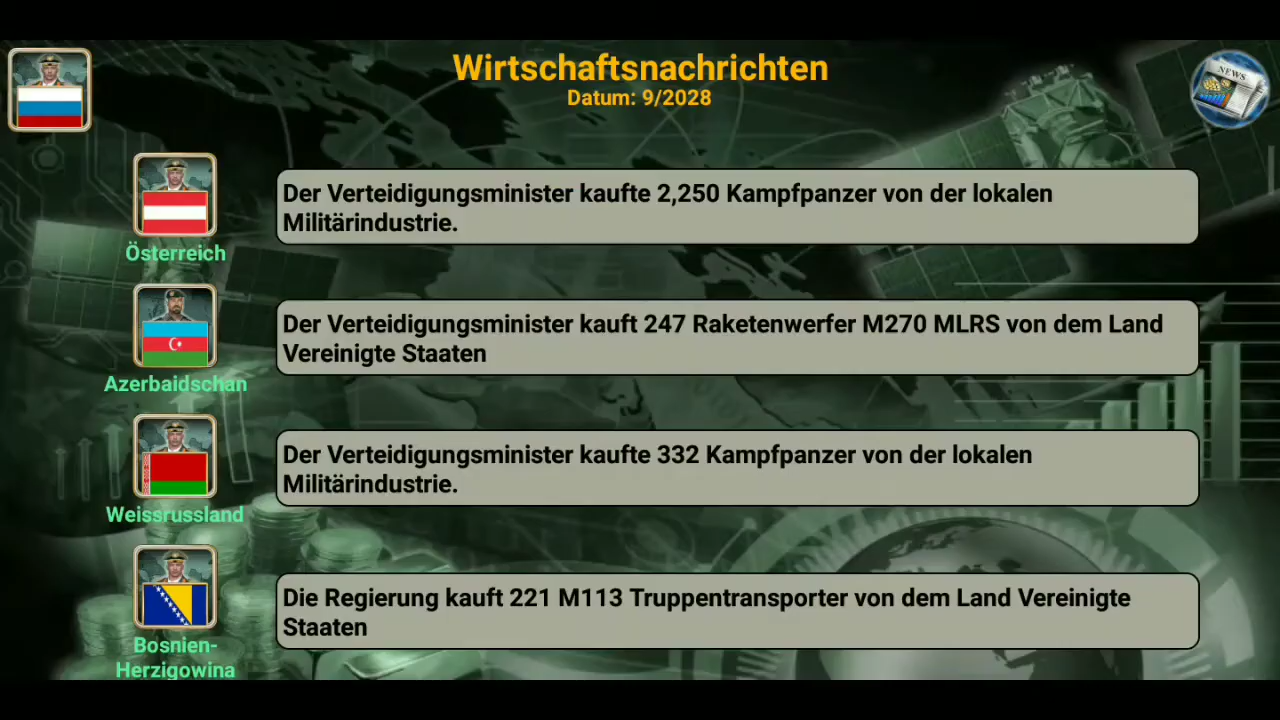 Wirtschaftsnachrichten
Datum: 9/2028
NEWS
Der Verteidigungsminister kaufte 2,250 Kampfpanzer von der lokalen
Militärindustrie.
Österreich
Der Verteidigungsminister kauft 247 Raketenwerfer M270 MLRS von dem Land
Vereinigte Staaten
Azerbaidschan
Der Verteidigungsminister kaufte 332 Kampfpanzer von der lokalen
Militärindustrie.
Weissrussland
Die Regierung kauft 221 M113 Truppentransporter von dem Land Vereinigte
Staaten
Bosnien-
Herzigowina